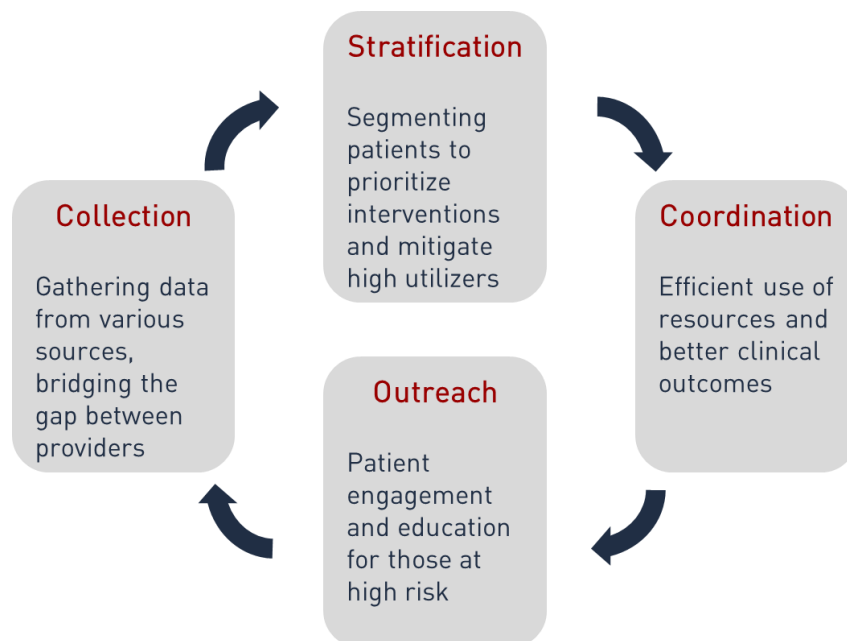 Stratification
Segmenting
patients to
prioritize
interventions
and mitigate
high utilizers
Collection
Gathering data
from various
sources,
bridging the
gap between
providers
Coordination
Efficient use of
resources and
better clinical
outcomes
Outreach
Patient
engagement
and education
for those at
high risk